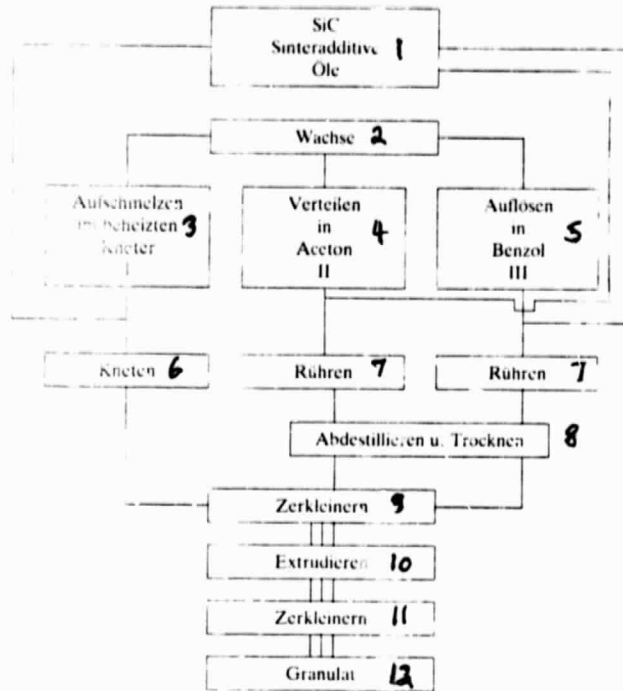 SiC
Sinteradditive 1
Öle
Wachse 2
Aufschmelzen
im beheizten 3
Kneter
Verteilen
in 4
Aceton
II
Auflösen
in 5
Benzol
III
Kneten 6
Rühren 7
Rühren 7
Abdestillieren u. Trocknen 8
Zerkleinern 9
Extrudieren 10
Zerkleinern 11
Granulat 12